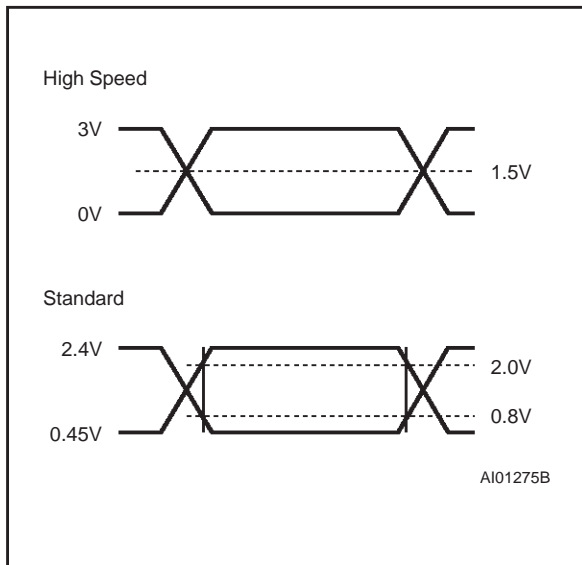 High Speed
3V
1.5V
0V
Standard
2.4V
2.0V
0.8V
0.45V
AI01275B